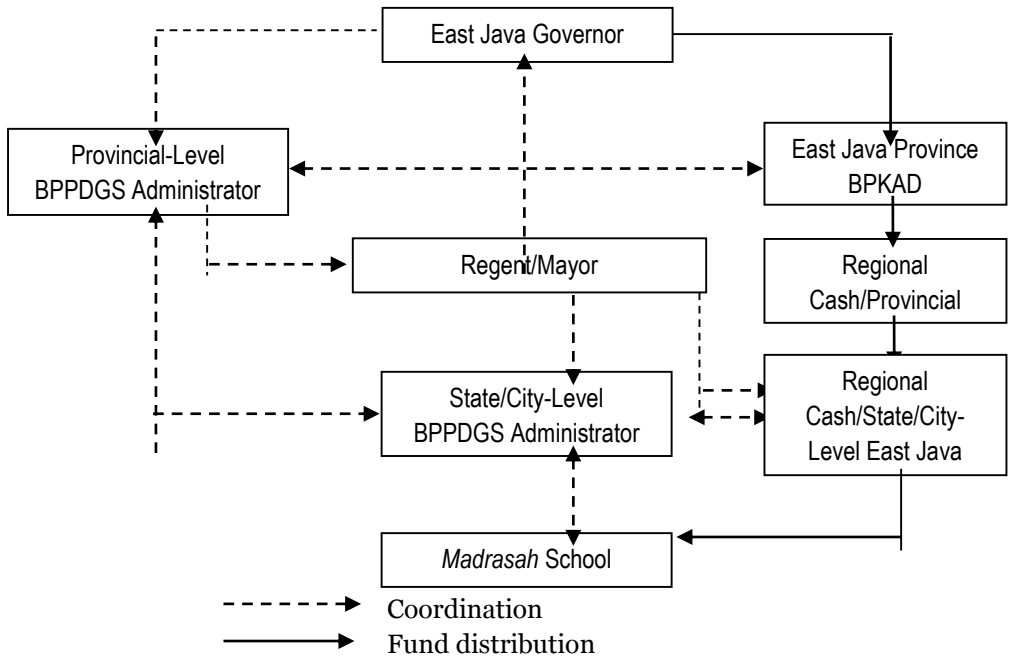 East Java Governor
Provincial-Level
BPPDGS Administrator
East Java Province
BPKAD
Regent/Mayor
Regional
Cash/Provincial
State/City-Level
BPPDGS Administrator
Regional
Cash/State/City-
Level East Java
Madrasah School
Coordination
Fund distribution